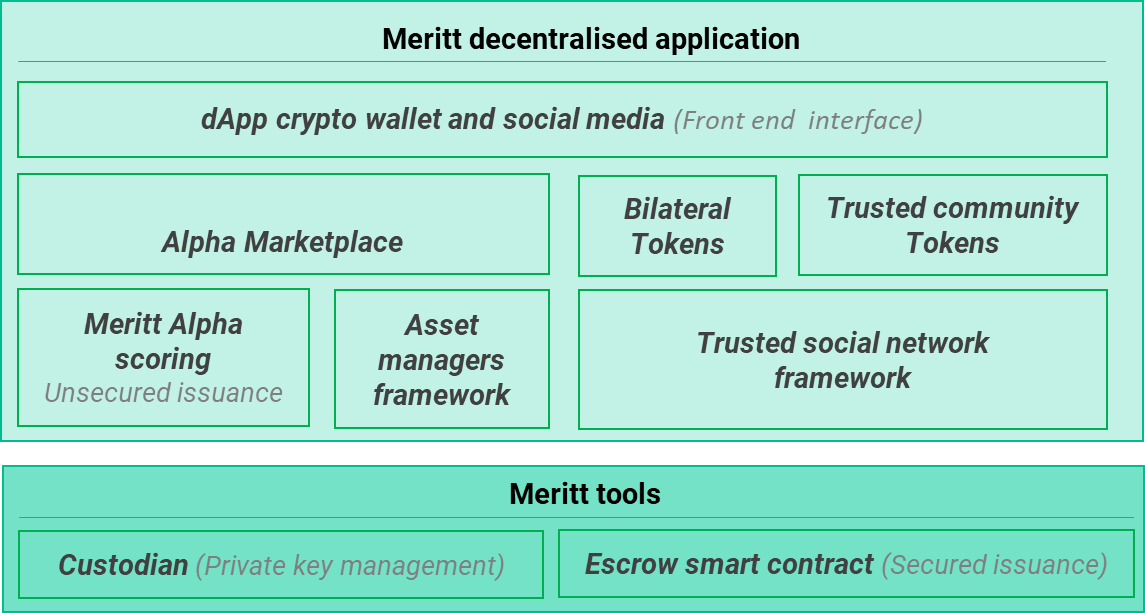 Meritt decentralised application
dApp crypto wallet and social media (Front end interface)
Alpha Marketplace
Bilateral
Tokens
Trusted community
Tokens
Meritt Alpha
scoring
Unsecured issuance
Asset
managers
framework
Trusted social network
framework
Meritt tools
Custodian (Private key management)
Escrow smart contract (Secured issuance)